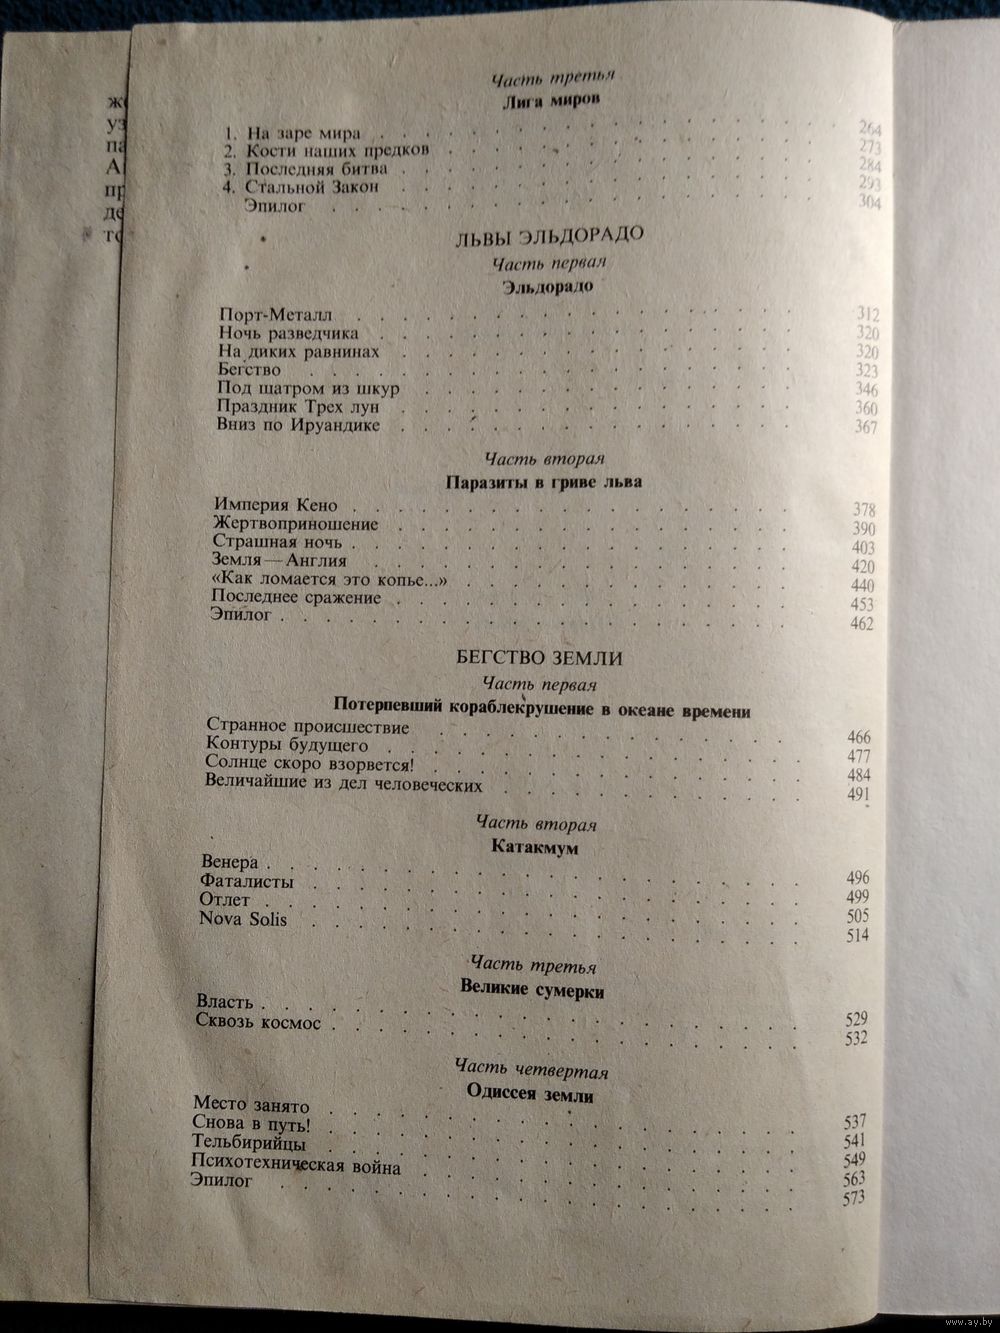 Часть третья
Лига миров
1. На заре мира . . . . . . . . . . . . . . . . . . 264
2. Кости наших предков . . . . . . . . . . . . . . . 273
3. Последняя битва . . . . . . . . . . . . . . . . . 284
4. Стальной Закон . . . . . . . . . . . . . . . . . 293
Эпилог . . . . . . . . . . . . . . . . . . . . 304
ЛЬВЫ ЭЛЬДОРАДО
Часть первая
Эльдорадо
Порт-Металл . . . . . . . . . . . . . . . . . . . 312
Ночь разведчика . . . . . . . . . . . . . . . . . . 320
На диких равнинах . . . . . . . . . . . . . . . . . 320
Бегство . . . . . . . . . . . . . . . . . . . . . 323
Под шатром из шкур . . . . . . . . . . . . . . . . 346
Праздник Трех лун . . . . . . . . . . . . . . . . . 360
Вниз по Ируандике . . . . . . . . . . . . . . . . . 367
Часть вторая
Паразиты в гриве льва
Империя Кено . . . . . . . . . . . . . . . . . . . 378
Жертвоприношение . . . . . . . . . . . . . . . . . 390
Страшная ночь . . . . . . . . . . . . . . . . . . . 403
Земля — Англия . . . . . . . . . . . . . . . . . . 420
«Как ломается это копье...» . . . . . . . . . . . . . . 440
Последнее сражение . . . . . . . . . . . . . . . . . 453
Эпилог . . . . . . . . . . . . . . . . . . . . . . 462
БЕГСТВО ЗЕМЛИ
Часть первая
Потерпевший кораблекрушение в океане времени
Странное происшествие . . . . . . . . . . . . . . . 466
Контуры будущего . . . . . . . . . . . . . . . . . 477
Солнце скоро взорвется! . . . . . . . . . . . . . . . 484
Величайшие из дел человеческих . . . . . . . . . . . . 491
Часть вторая
Катакмум
Венера . . . . . . . . . . . . . . . . . . . . . . 496
Фаталисты . . . . . . . . . . . . . . . . . . . . 499
Отлет . . . . . . . . . . . . . . . . . . . . . . 505
Nova Solis . . . . . . . . . . . . . . . . . . . . 514
Часть третья
Великие сумерки
Власть . . . . . . . . . . . . . . . . . . . . . . 529
Сквозь космос . . . . . . . . . . . . . . . . . . . 532
Часть четвертая
Одиссея земли
Место занято . . . . . . . . . . . . . . . . . . . 537
Снова в путь! . . . . . . . . . . . . . . . . . . . 541
Тельбирийцы . . . . . . . . . . . . . . . . . . . 549
Психотехническая война . . . . . . . . . . . . . . . 563
Эпилог . . . . . . . . . . . . . . . . . . . . . 573
www.ay.by